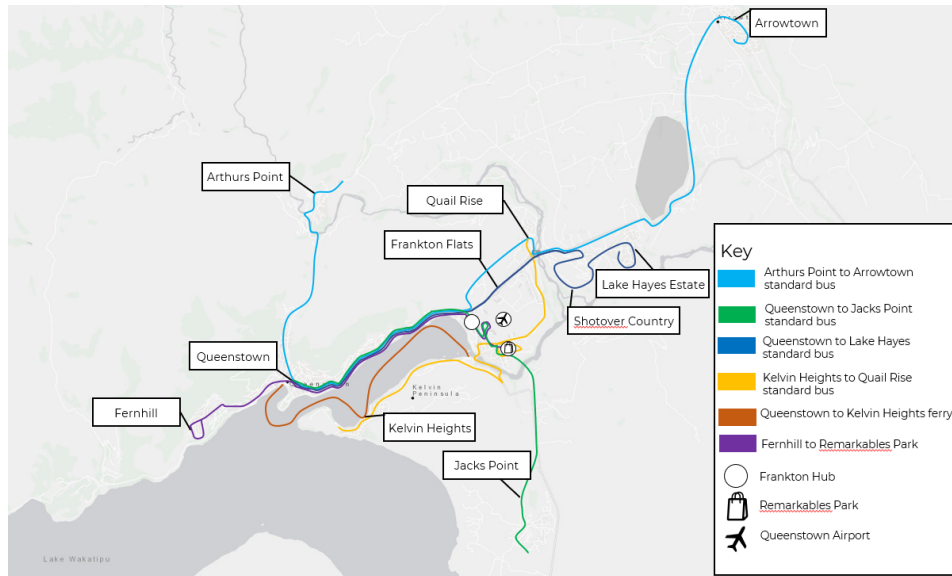 Arrowtown
Arthurs Point
Quail Rise
Frankton Flats
Lake Hayes Estate
Shotover Country
Queenstown
Kelvin
Peninsula
Fernhill
Kelvin Heights
Jacks Point
Lake Wakatipu
Key
Arthurs Point to Arrowtown
standard bus
Queenstown to Jacks Point
standard bus
Queenstown to Lake Hayes
standard bus
Kelvin Heights to Quail Rise
standard bus
Queenstown to Kelvin Heights ferry
Fernhill to Remarkables Park
Frankton Hub
Remarkables Park
Queenstown Airport